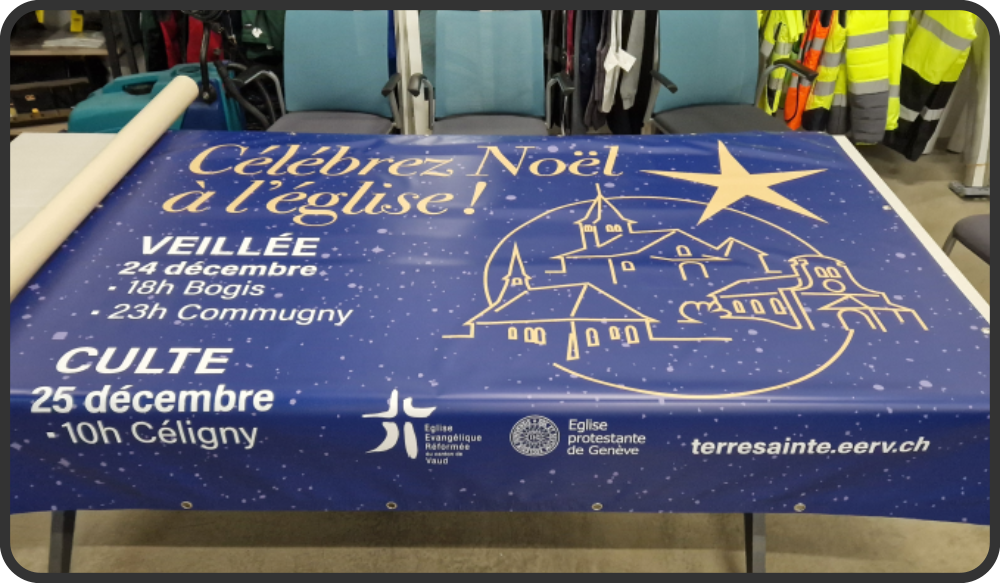 Célébrez Noël
à l'église !
VEILLÉE
24 décembre
• 18h Bogis
• 23h Commugny
CULTE
25 décembre
• 10h Céligny
Eglise
Evangélique
Réformée
du canton de
Vaud
Eglise
protestante
de Genève
terresainte.eerv.ch